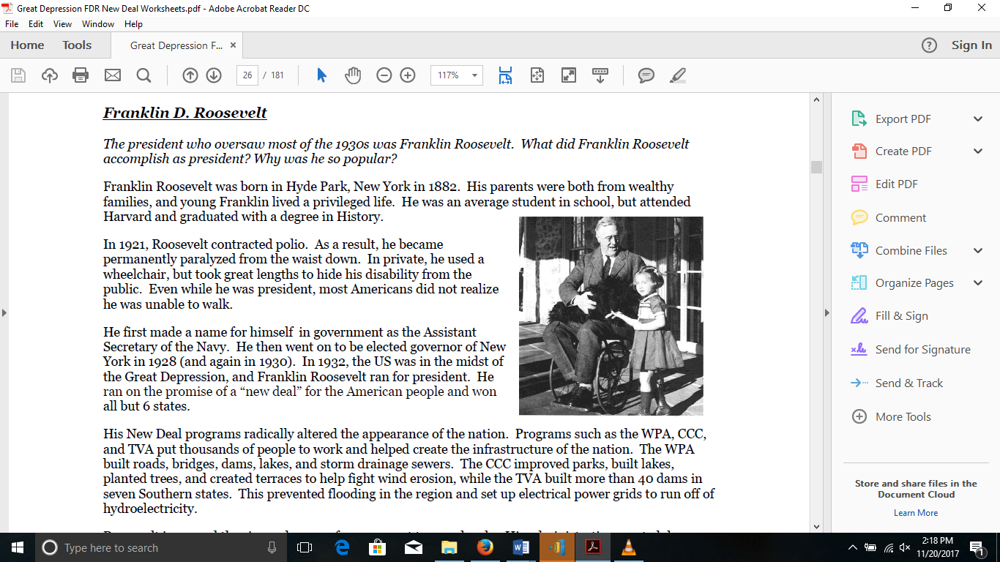 Great Depression FDR New Deal Worksheets.pdf - Adobe Acrobat Reader DC
File Edit View Window Help
Home Tools Great Depression F... × Sign In
26 / 181 117%
Franklin D. Roosevelt
The president who oversaw most of the 1930s was Franklin Roosevelt. What did Franklin Roosevelt
accomplish as president? Why was he so popular?
Franklin Roosevelt was born in Hyde Park, New York in 1882. His parents were both from wealthy
families, and young Franklin lived a privileged life. He was an average student in school, but attended
Harvard and graduated with a degree in History.
In 1921, Roosevelt contracted polio. As a result, he became
permanently paralyzed from the waist down. In private, he used a
wheelchair, but took great lengths to hide his disability from the
public. Even while he was president, most Americans did not realize
he was unable to walk.
He first made a name for himself in government as the Assistant
Secretary of the Navy. He then went on to be elected governor of New
York in 1928 (and again in 1930). In 1932, the US was in the midst of
the Great Depression, and Franklin Roosevelt ran for president. He
ran on the promise of a “new deal” for the American people and won
all but 6 states.
His New Deal programs radically altered the appearance of the nation. Programs such as the WPA, CCC,
and TVA put thousands of people to work and helped create the infrastructure of the nation. The WPA
built roads, bridges, dams, lakes, and storm drainage sewers. The CCC improved parks, built lakes,
planted trees, and created terraces to help fight wind erosion, while the TVA built more than 40 dams in
seven Southern states. This prevented flooding in the region and set up electrical power grids to run off of
hydroelectricity.
Export PDF
Create PDF
Edit PDF
Comment
Combine Files
Organize Pages
Fill & Sign
Send for Signature
Send & Track
More Tools
Store and share files in the
Document Cloud
Learn More
Type here to search
2:18 PM
11/20/2017
1